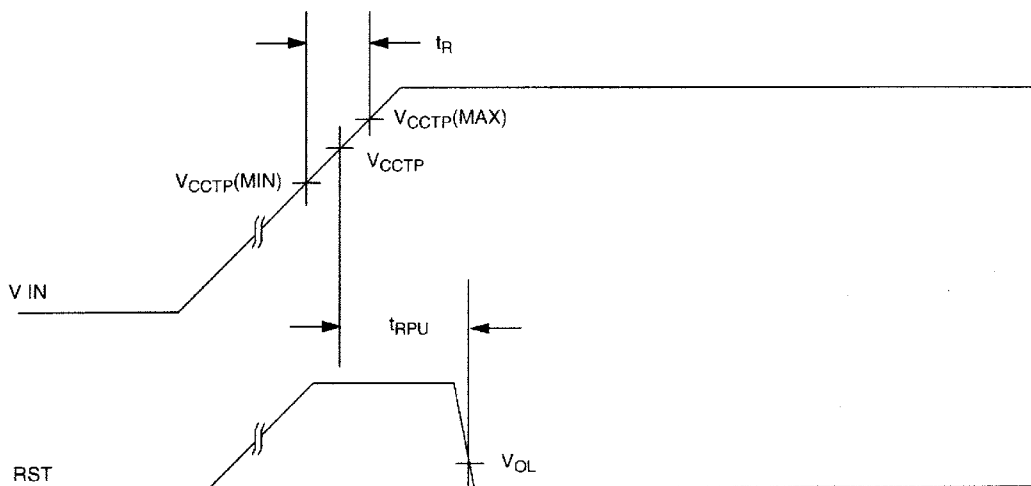 tR
VCCTP(MAX)
VCCTP
VCCTP(MIN)
V IN
tRPU
VOL
RST